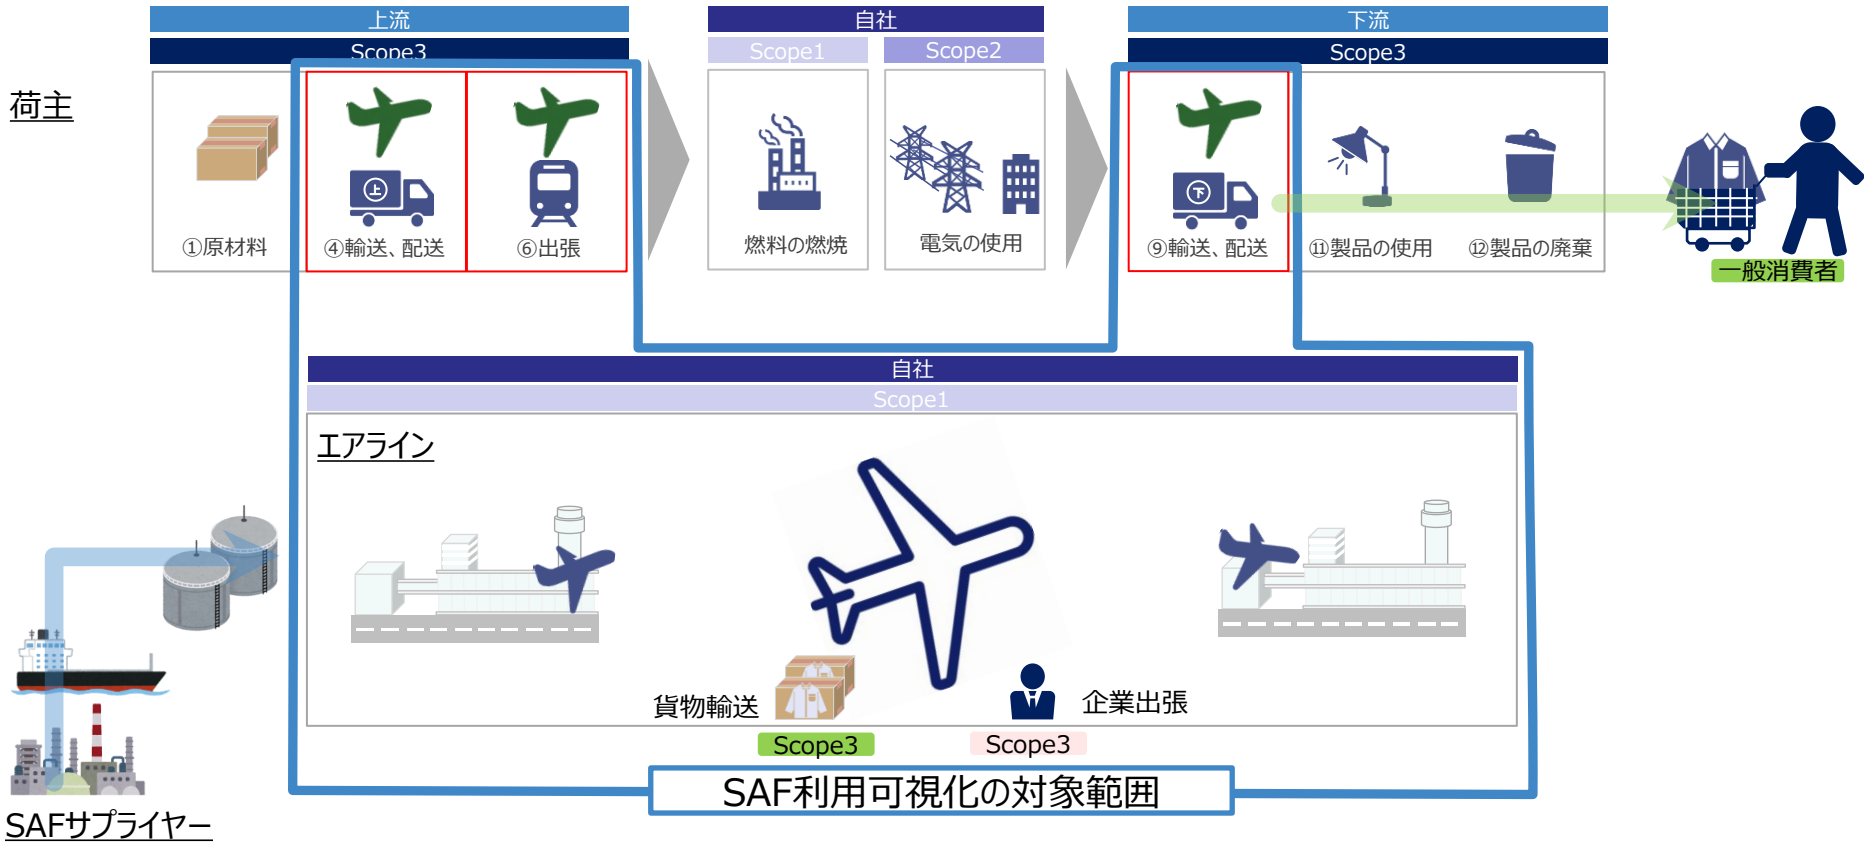 上流
自社
下流
Scope3
Scope1
Scope2
Scope3
荷主
上
下
①原材料
④輸送、配送
⑥出張
燃料の燃焼
電気の使用
⑨輸送、配送
⑪製品の使用
⑫製品の廃棄
一般消費者
自社
Scope1
エアライン
貨物輸送
企業出張
Scope3
Scope3
SAF利用可視化の対象範囲
SAFサプライヤー